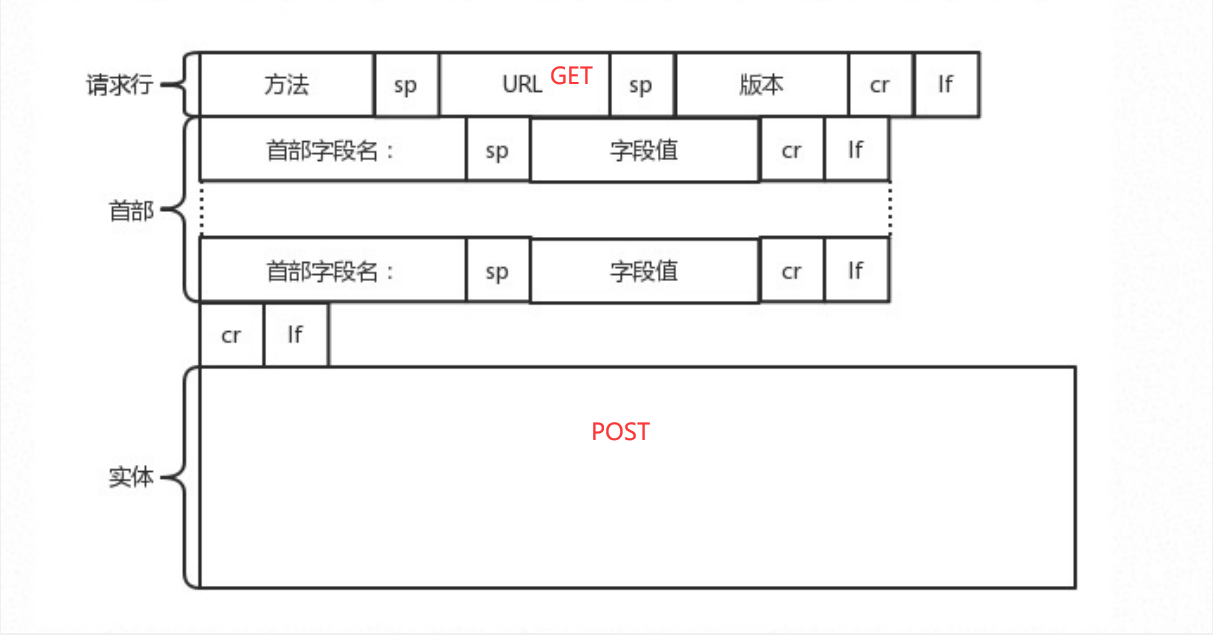 请求行 方法 sp URL GET sp 版本 cr lf
首部字段名： sp 字段值 cr lf
首部
首部字段名： sp 字段值 cr lf
cr lf
POST
实体